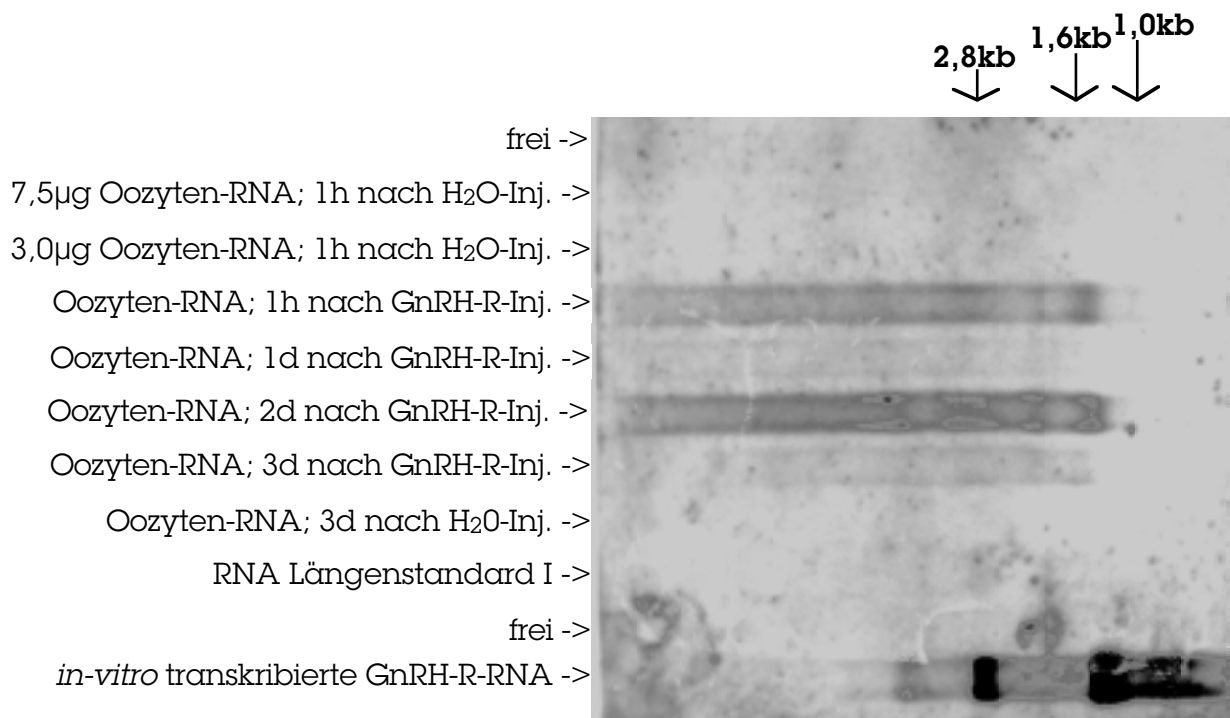 2,8kb 1,6kb 1,0kb
frei ->
7,5µg Oozyten-RNA; 1h nach H2O-Inj. ->
3,0µg Oozyten-RNA; 1h nach H2O-Inj. ->
Oozyten-RNA; 1h nach GnRH-R-Inj. ->
Oozyten-RNA; 1d nach GnRH-R-Inj. ->
Oozyten-RNA; 2d nach GnRH-R-Inj. ->
Oozyten-RNA; 3d nach GnRH-R-Inj. ->
Oozyten-RNA; 3d nach H20-Inj. ->
RNA Längenstandard I ->
frei ->
in-vitro transkribierte GnRH-R-RNA ->